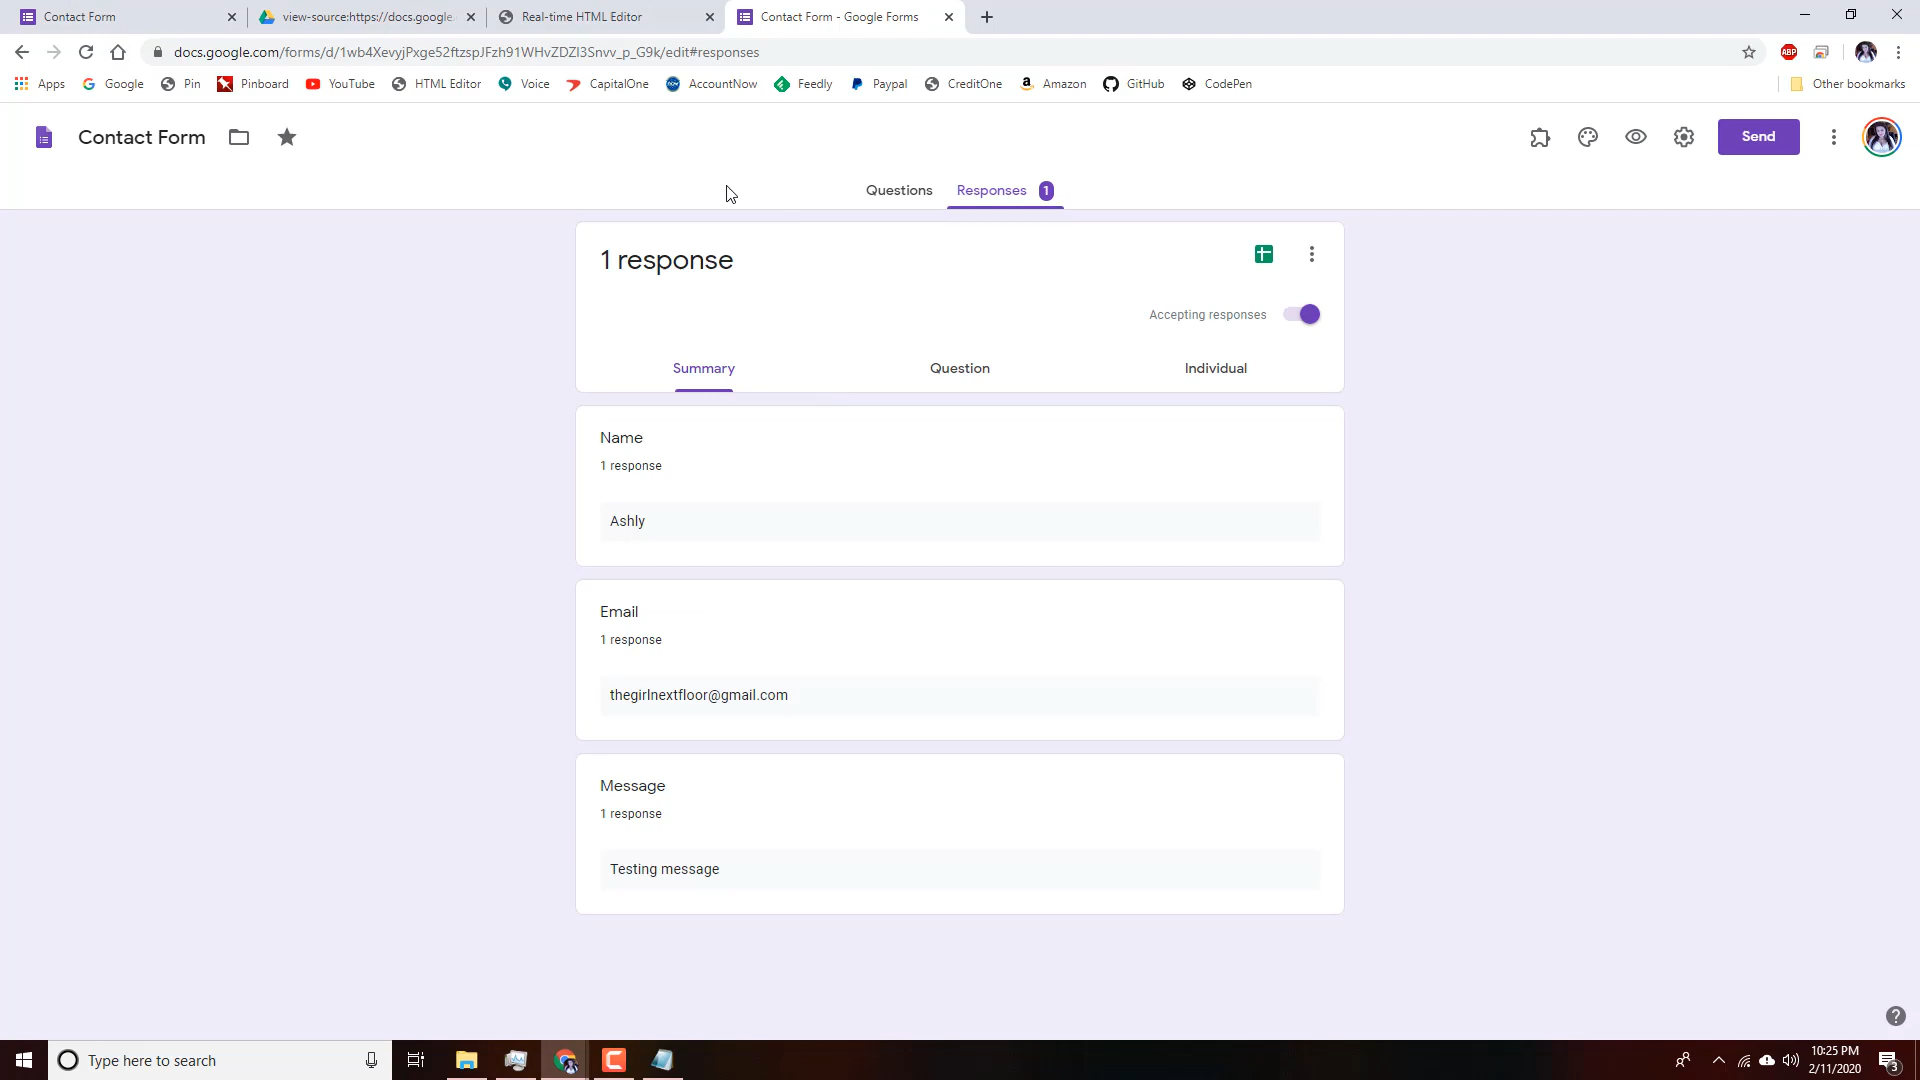 Contact Form
view-source:https://docs.google.
Real-time HTML Editor
Contact Form - Google Forms
docs.google.com/forms/d/1wb4XevyjPxge52ftzspJFzh91WHvZDZI3Snvv_p_G9k/edit#responses
ABP
Apps
Google
Pin
Pinboard
YouTube
HTML Editor
Voice
CapitalOne
AccountNow
Feedly
Paypal
CreditOne
Amazon
GitHub
CodePen
Other bookmarks
Contact Form
Send
Questions
Responses 1
1 response
Accepting responses
Summary
Question
Individual
Name
1 response
Ashly
Email
1 response
thegirlnextfloor@gmail.com
Message
1 response
Testing message
Type here to search
10:25 PM
2/11/2020
3